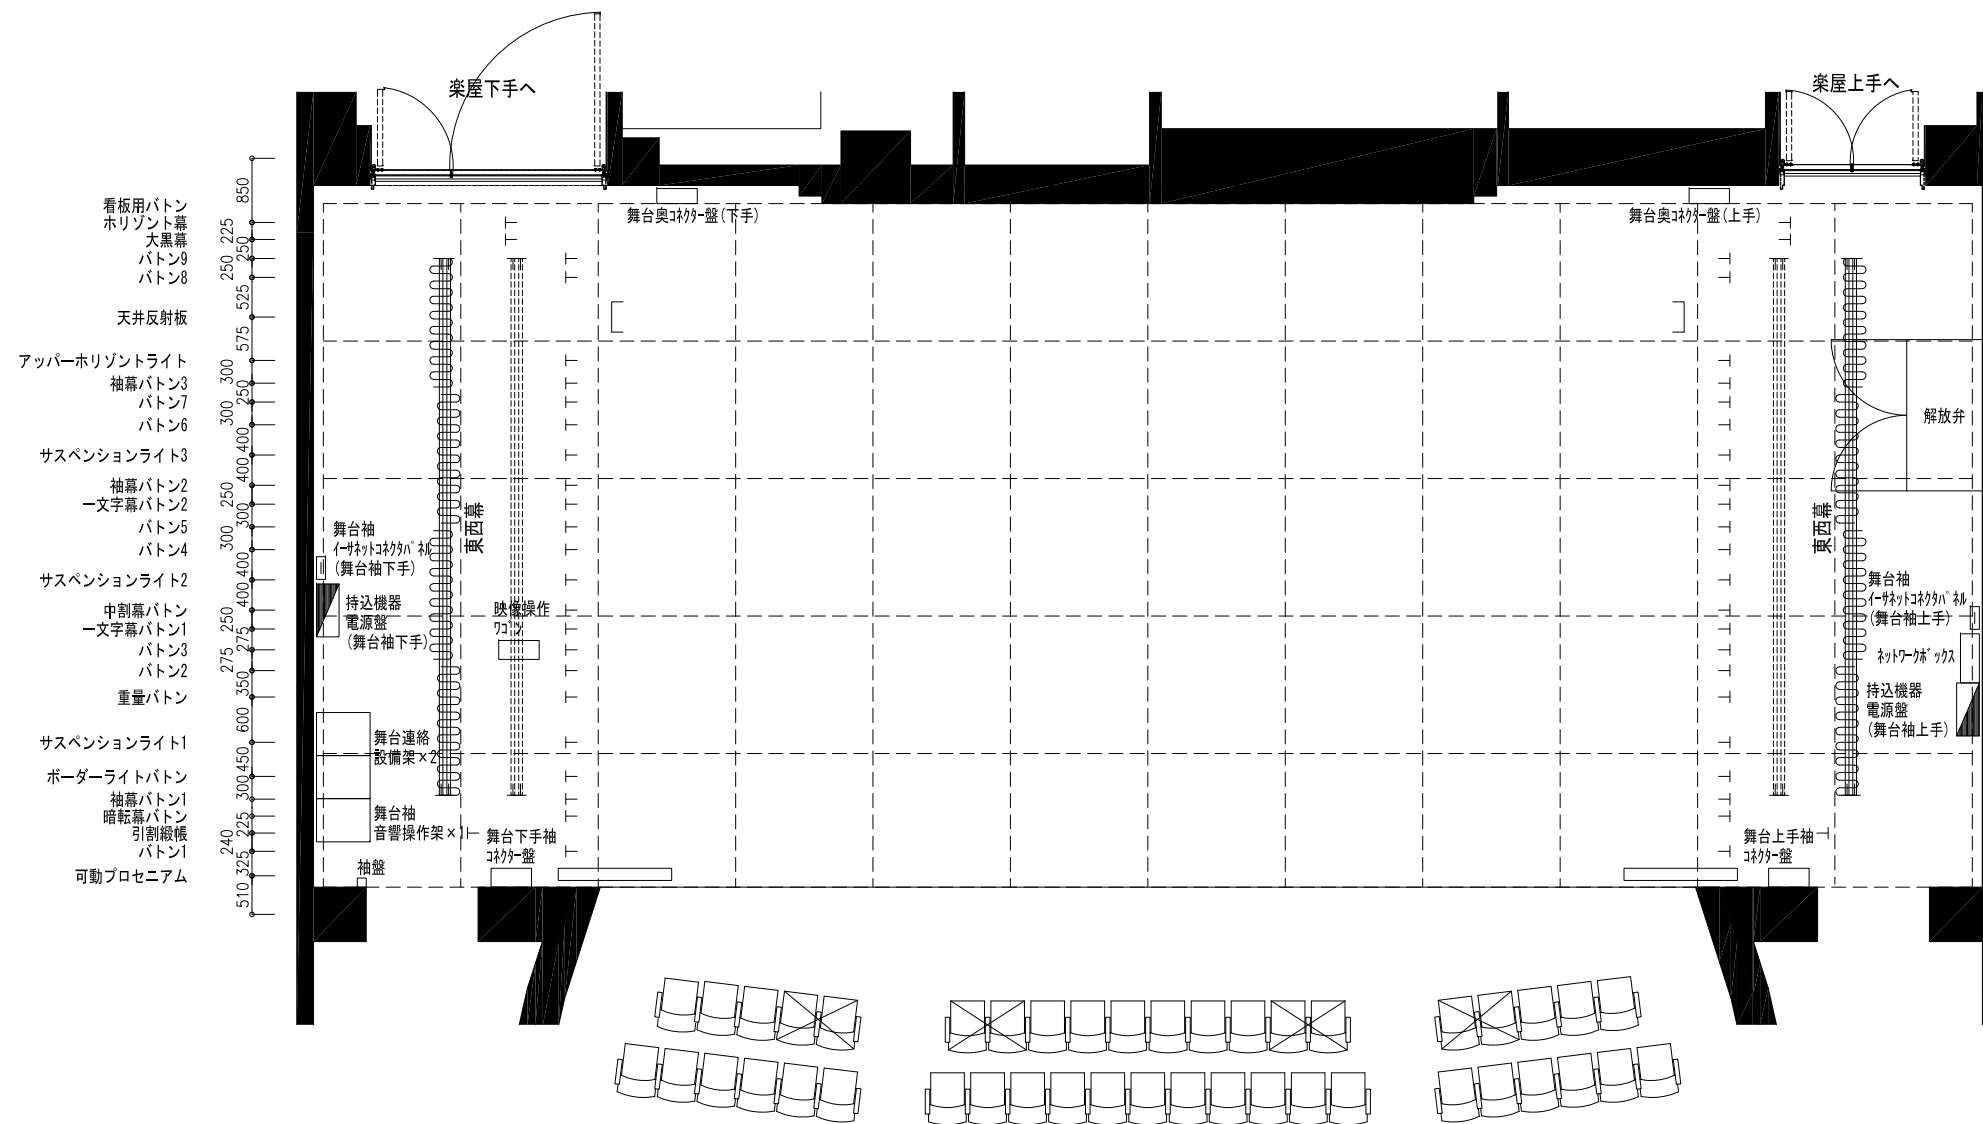 楽屋下手へ
楽屋上手へ
850
看板用バトン
ホリゾント幕
225
大黒幕
250
バトン9
250
バトン8
525
天井反射板
575
アッパーホリゾントライト
300
袖幕バトン3
250
バトン7
300
バトン6
400
サスペンションライト3
400
袖幕バトン2
250
一文字幕バトン2
300
バトン5
300
バトン4
400
サスペンションライト2
400
中割幕バトン
250
一文字幕バトン1
275
バトン3
275
バトン2
350
重量バトン
600
サスペンションライト1
450
ボーダーライトバトン
300
袖幕バトン1
暗転幕バトン
225
引割緞帳
240
バトン1
325
可動プロセニアム
510
舞台奥コネクター盤(下手)
舞台奥コネクター盤(上手)
東西幕
舞台袖
イーサネットコネクタパネル
(舞台袖下手)
持込機器
電源盤
(舞台袖下手)
映像操作
ワゴン
舞台連絡
設備架×2
舞台袖
音響操作架×1
袖盤
舞台下手袖
コネクター盤
解放弁
東西幕
舞台袖
イーサネットコネクタパネル
(舞台袖上手)
ネットワークボックス
持込機器
電源盤
(舞台袖上手)
舞台上手袖
コネクター盤